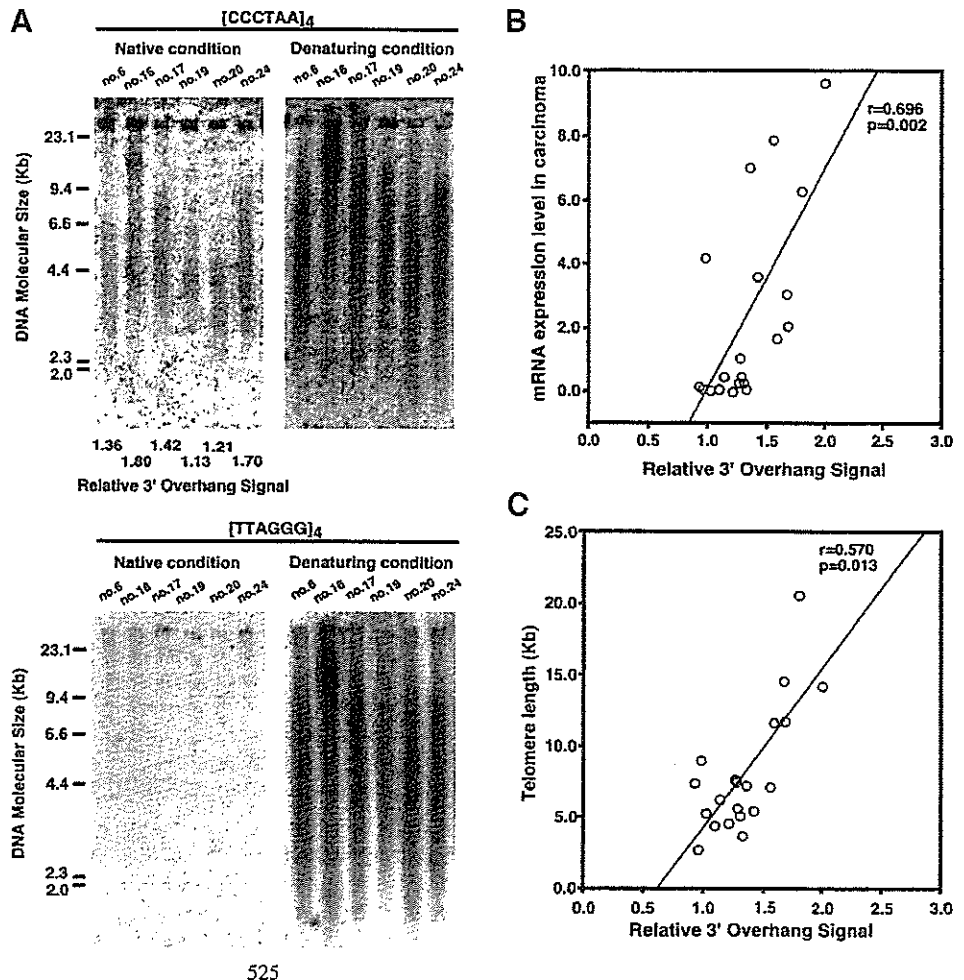 A
[CCCTAA]4
Native condition Denaturing condition
no.6 no.16 no.17 no.19 no.20 no.24 no.6 no.16 no.17 no.19 no.20 no.24
DNA Molecular Size (Kb)
23.1
9.4
6.6
4.4
2.3
2.0
1.36 1.80 1.42 1.13 1.21 1.70
Relative 3' Overhang Signal
[TTAGGG]4
Native condition Denaturing condition
no.6 no.16 no.17 no.19 no.20 no.24 no.6 no.16 no.17 no.19 no.20 no.24
DNA Molecular Size (Kb)
23.1
9.4
6.6
4.4
2.3
2.0
B
mRNA expression level in carcinoma
10.0
8.0
6.0
4.0
2.0
0.0
r=0.696
p=0.002
0.0 0.5 1.0 1.5 2.0 2.5 3.0
Relative 3' Overhang Signal
C
Telomere length (Kb)
25.0
20.0
15.0
10.0
5.0
0.0
r=0.570
p=0.013
0.0 0.5 1.0 1.5 2.0 2.5 3.0
Relative 3' Overhang Signal
525